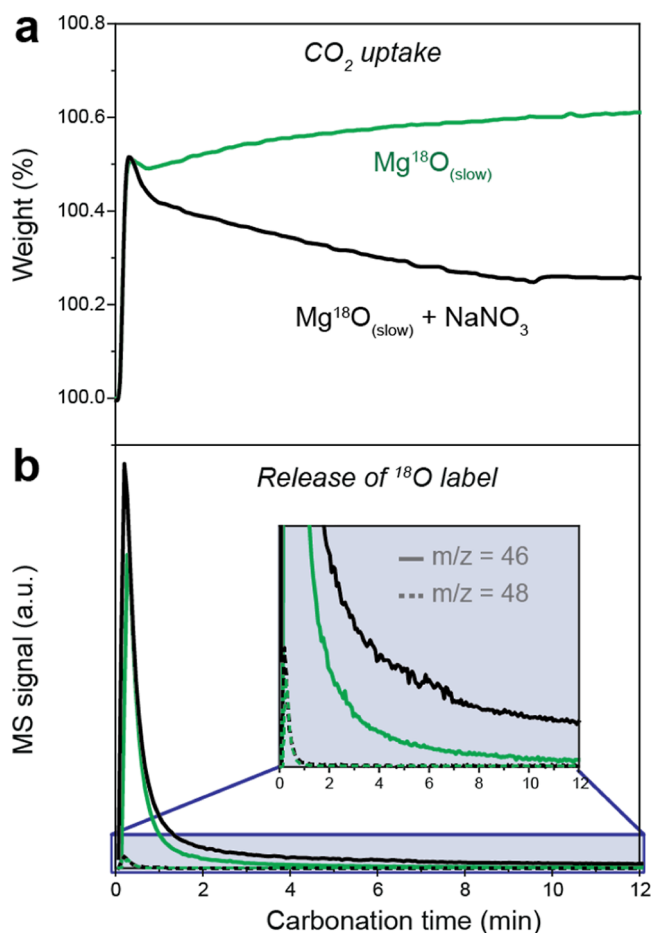 a
CO₂ uptake
100.8
100.6
100.4
100.2
100.0
Weight (%)
Mg¹⁸O(slow)
Mg¹⁸O(slow) + NaNO₃
b
Release of ¹⁸O label
m/z = 46
m/z = 48
0 2 4 6 8 10 12
MS signal (a.u.)
0 2 4 6 8 10 12
Carbonation time (min)